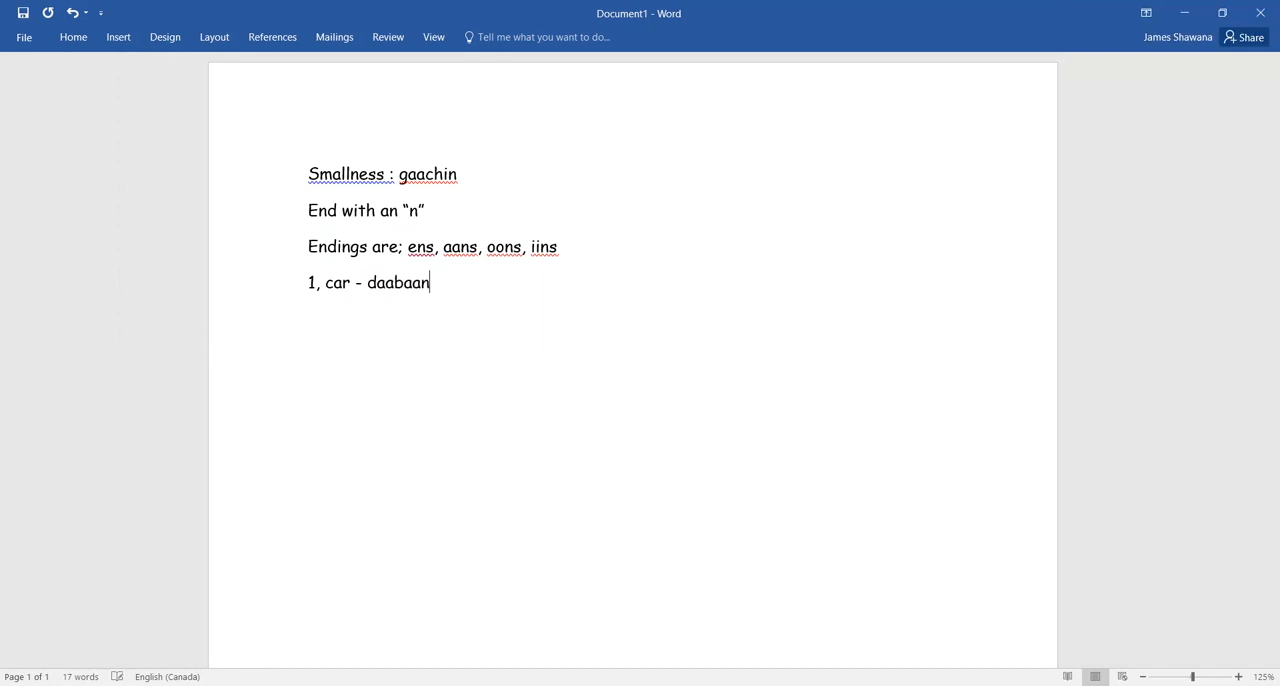 Document1 - Word
File Home Insert Design Layout References Mailings Review View Tell me what you want to do... James Shawana Share
Smallness : gaachin
End with an “n”
Endings are; ens, aans, oons, iins
1, car - daabaan
Page 1 of 1 17 words English (Canada) 125%